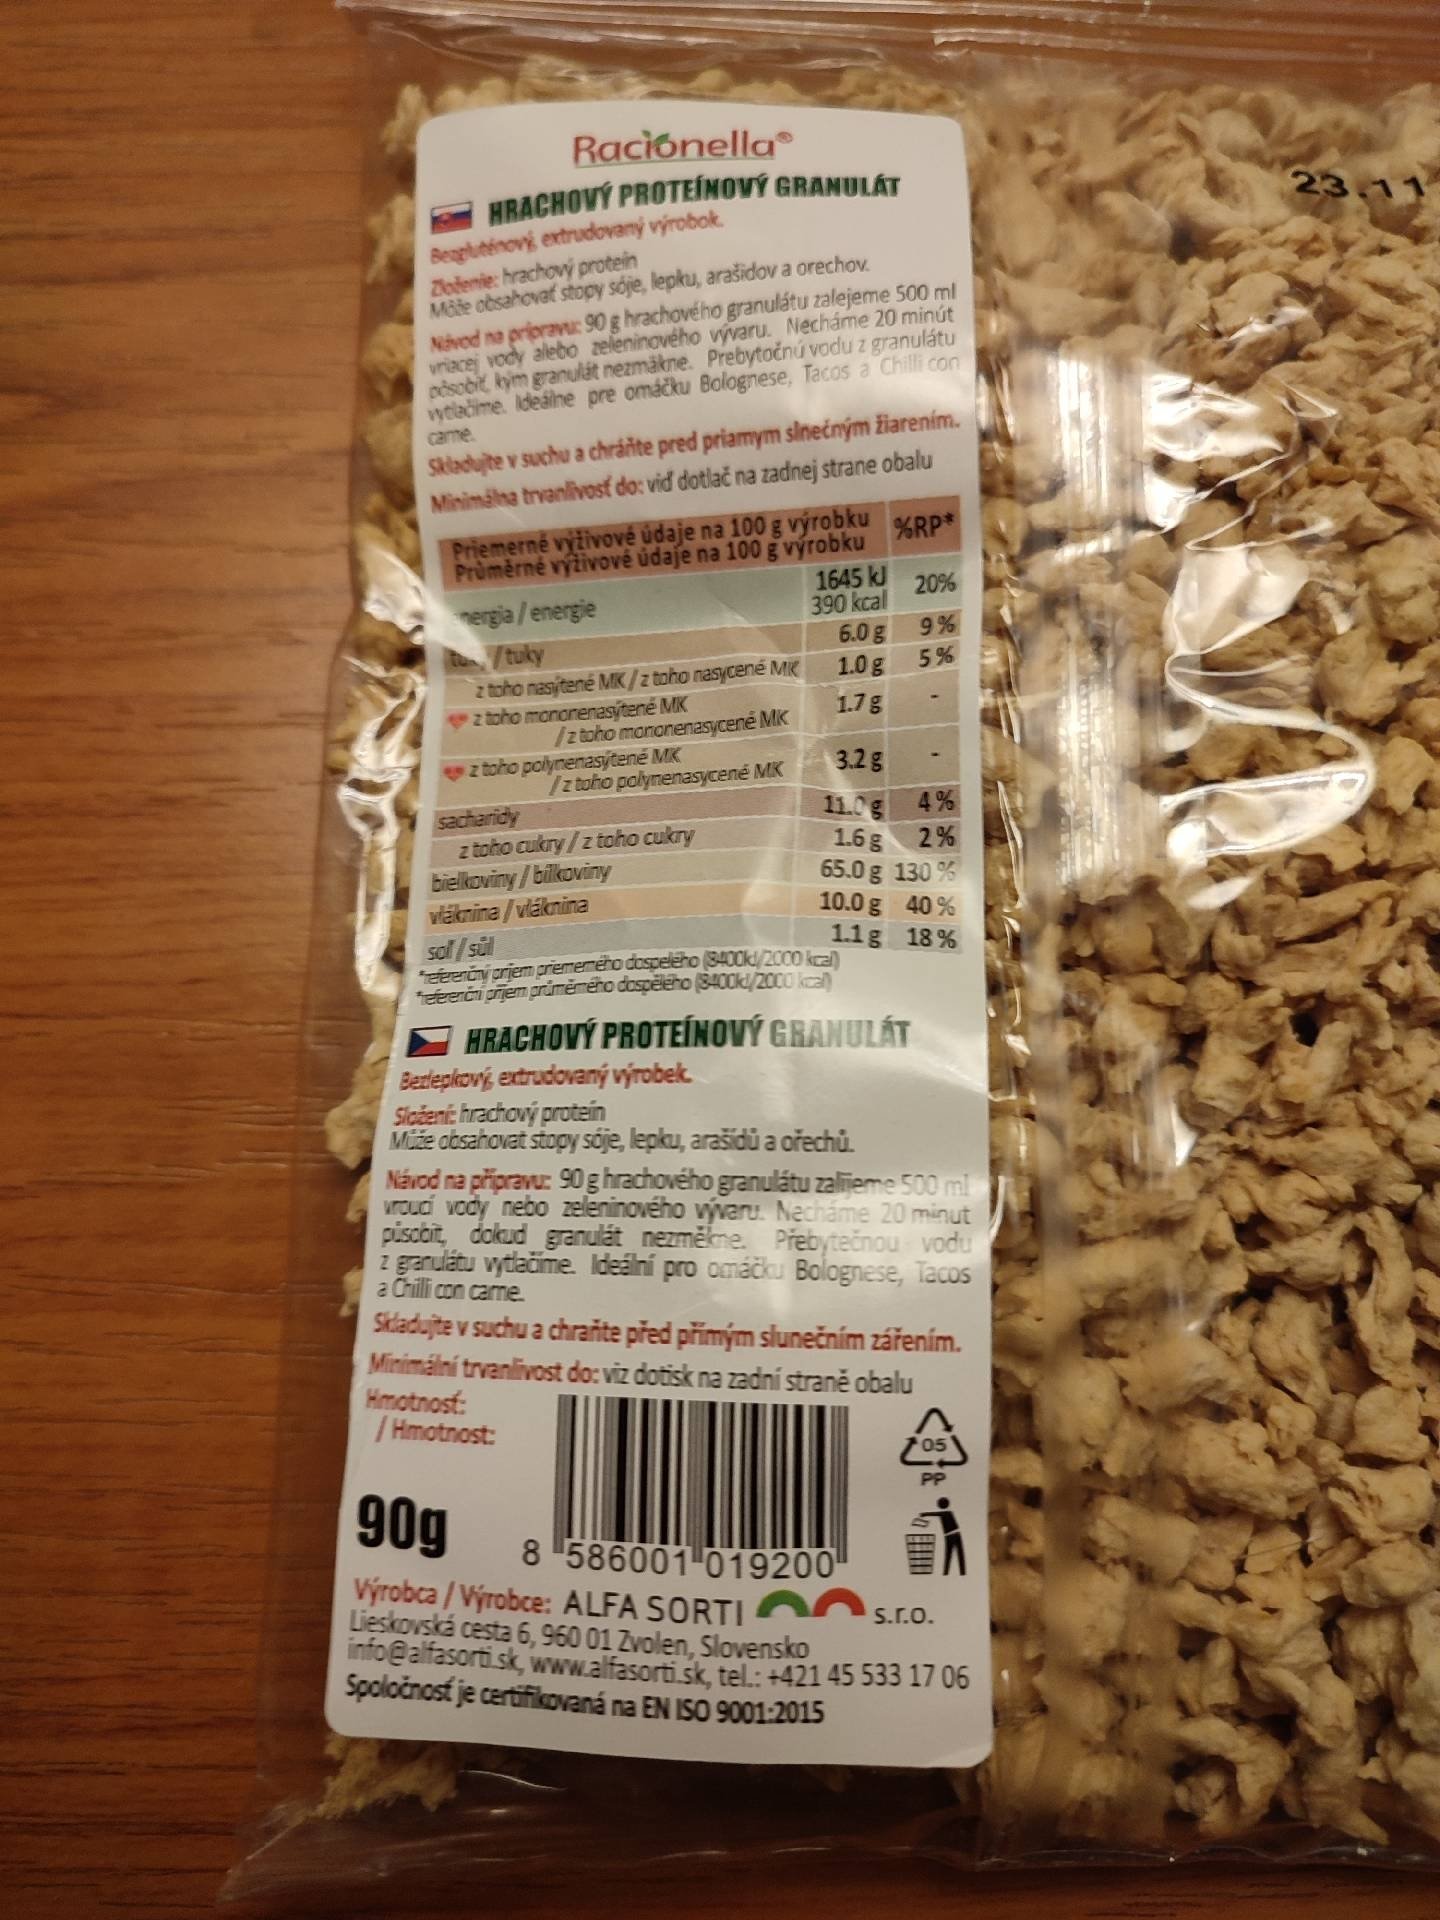 Racionella®
HRACHOVÝ PROTEÍNOVÝ GRANULÁT
Bezgluténový, extrudovaný výrobok.
Zloženie: hrachový proteín
Môže obsahovať stopy sóje, lepku, arašidov a orechov.
Návod na prípravu: 90 g hrachového granulátu zalejeme 500 ml
vriacej vody alebo zeleninového vývaru. Necháme 20 minút
pôsobiť, kým granulát nezmäkne. Prebytočnú vodu z granulátu
vytlačíme. Ideálne pre omáčku Bolognese, Tacos a Chilli con
carne.
Skladujte v suchu a chráňte pred priamym slnečným žiarením.
Minimálna trvanlivosť do: viď dotlač na zadnej strane obalu
Priemerné výživové údaje na 100 g výrobku %RP*
Průměrné výživové údaje na 100 g výrobku
energia / energie 1645 kJ 20%
390 kcal
tuky / tuky 6.0 g 9 %
z toho nasýtené MK / z toho nasycené MK 1.0 g 5 %
z toho mononenasýtené MK 1.7 g -
/ z toho mononenasycené MK
z toho polynenasýtené MK 3.2 g -
/ z toho polynenasycené MK
sacharidy 11.0 g 4 %
z toho cukry / z toho cukry 1.6 g 2 %
bielkoviny / bílkoviny 65.0 g 130 %
vláknina / vláknina 10.0 g 40 %
soľ / sůl 1.1 g 18 %
*referenčný príjem priemerného dospelého (8400kJ/2000 kcal)
*referenční příjem průměrného dospělého (8400kJ/2000 kcal)
HRACHOVÝ PROTEÍNOVÝ GRANULÁT
Bezlepkový, extrudovaný výrobek.
Složení: hrachový proteín
Může obsahovat stopy sóje, lepku, arašídů a ořechů.
Návod na přípravu: 90 g hrachového granulátu zalijeme 500 ml
vroucí vody nebo zeleninového vývaru. Necháme 20 minut
působit, dokud granulát nezměkne. Přebytečnou vodu
z granulátu vytlačíme. Ideální pro omáčku Bolognese, Tacos
a Chilli con carne.
Skladujte v suchu a chraňte před přímým slunečním zářením.
Minimální trvanlivost do: viz dotisk na zadní straně obalu
Hmotnosť:
/ Hmotnost:
90g
8 586001 019200
05
PP
Výrobca / Výrobce: ALFA SORTI s.r.o.
Lieskovská cesta 6, 960 01 Zvolen, Slovensko
info@alfasorti.sk, www.alfasorti.sk, tel.: +421 45 533 17 06
Spoločnosť je certifikovaná na EN ISO 9001:2015
23.11